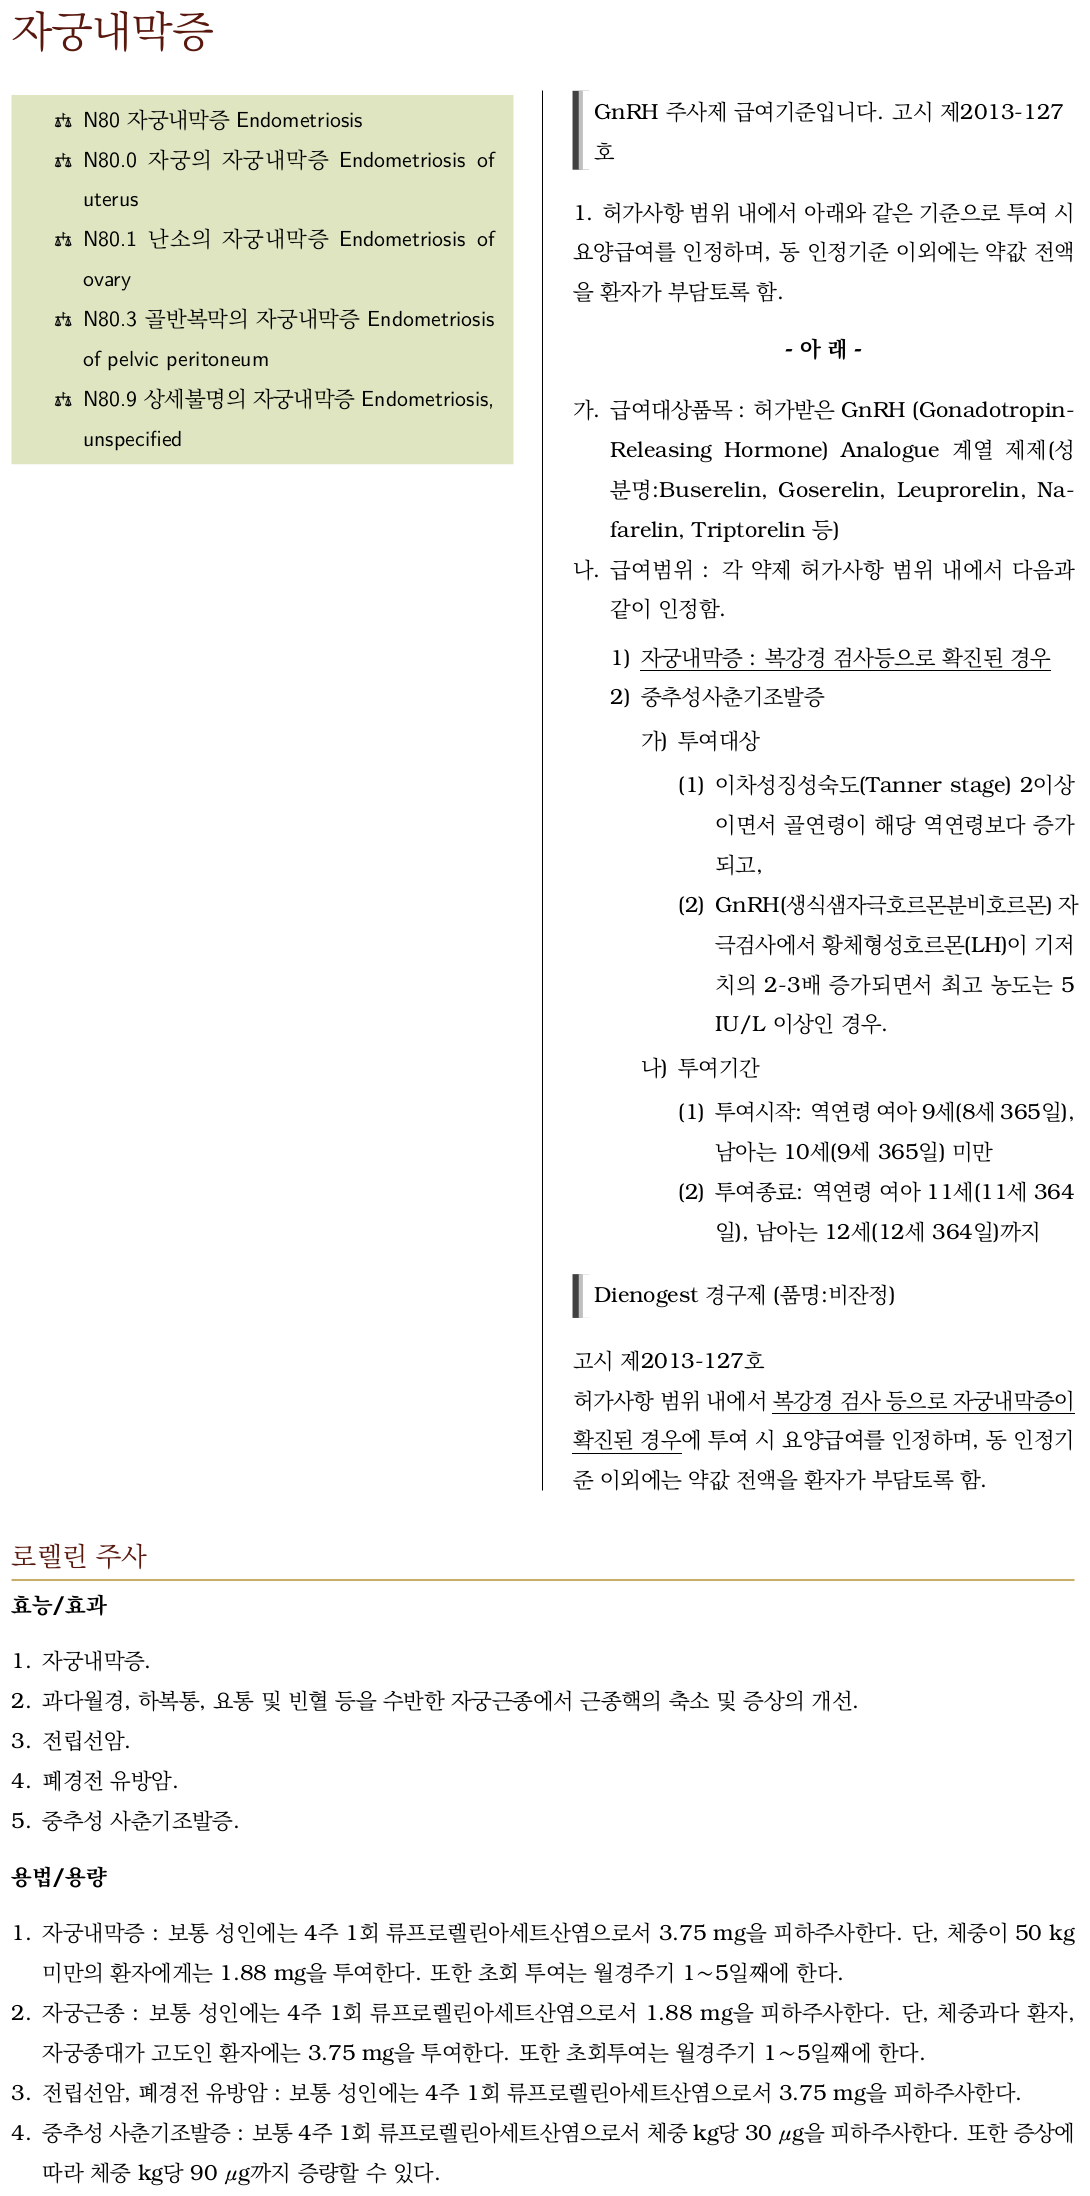 자궁내막증
N80 자궁내막증 Endometriosis
N80.0 자궁의 자궁내막증 Endometriosis of
uterus
N80.1 난소의 자궁내막증 Endometriosis of
ovary
N80.3 골반복막의 자궁내막증 Endometriosis
of pelvic peritoneum
N80.9 상세불명의 자궁내막증 Endometriosis,
unspecified
GnRH 주사제 급여기준입니다. 고시 제2013-127
호
1. 허가사항 범위 내에서 아래와 같은 기준으로 투여 시
요양급여를 인정하며, 동 인정기준 이외에는 약값 전액
을 환자가 부담토록 함.
- 아 래 -
가. 급여대상품목 : 허가받은 GnRH (Gonadotropin-
Releasing Hormone) Analogue 계열 제제(성
분명:Buserelin, Goserelin, Leuprorelin, Na-
farelin, Triptorelin 등)
나. 급여범위 : 각 약제 허가사항 범위 내에서 다음과
같이 인정함.
1) 자궁내막증 : 복강경 검사등으로 확진된 경우
2) 중추성사춘기조발증
가) 투여대상
(1) 이차성징성숙도(Tanner stage) 2이상
이면서 골연령이 해당 역연령보다 증가
되고,
(2) GnRH(생식샘자극호르몬분비호르몬) 자
극검사에서 황체형성호르몬(LH)이 기저
치의 2-3배 증가되면서 최고 농도는 5
IU/L 이상인 경우.
나) 투여기간
(1) 투여시작: 역연령 여아 9세(8세 365일),
남아는 10세(9세 365일) 미만
(2) 투여종료: 역연령 여아 11세(11세 364
일), 남아는 12세(12세 364일)까지
Dienogest 경구제 (품명:비잔정)
고시 제2013-127호
허가사항 범위 내에서 복강경 검사 등으로 자궁내막증이
확진된 경우에 투여 시 요양급여를 인정하며, 동 인정기
준 이외에는 약값 전액을 환자가 부담토록 함.
로렐린 주사
효능/효과
1. 자궁내막증.
2. 과다월경, 하복통, 요통 및 빈혈 등을 수반한 자궁근종에서 근종핵의 축소 및 증상의 개선.
3. 전립선암.
4. 폐경전 유방암.
5. 중추성 사춘기조발증.
용법/용량
1. 자궁내막증 : 보통 성인에는 4주 1회 류프로렐린아세트산염으로서 3.75 mg을 피하주사한다. 단, 체중이 50 kg
미만의 환자에게는 1.88 mg을 투여한다. 또한 초회 투여는 월경주기 1~5일째에 한다.
2. 자궁근종 : 보통 성인에는 4주 1회 류프로렐린아세트산염으로서 1.88 mg을 피하주사한다. 단, 체중과다 환자,
자궁종대가 고도인 환자에는 3.75 mg을 투여한다. 또한 초회투여는 월경주기 1~5일째에 한다.
3. 전립선암, 폐경전 유방암 : 보통 성인에는 4주 1회 류프로렐린아세트산염으로서 3.75 mg을 피하주사한다.
4. 중추성 사춘기조발증 : 보통 4주 1회 류프로렐린아세트산염으로서 체중 kg당 30 μg을 피하주사한다. 또한 증상에
따라 체중 kg당 90 μg까지 증량할 수 있다.